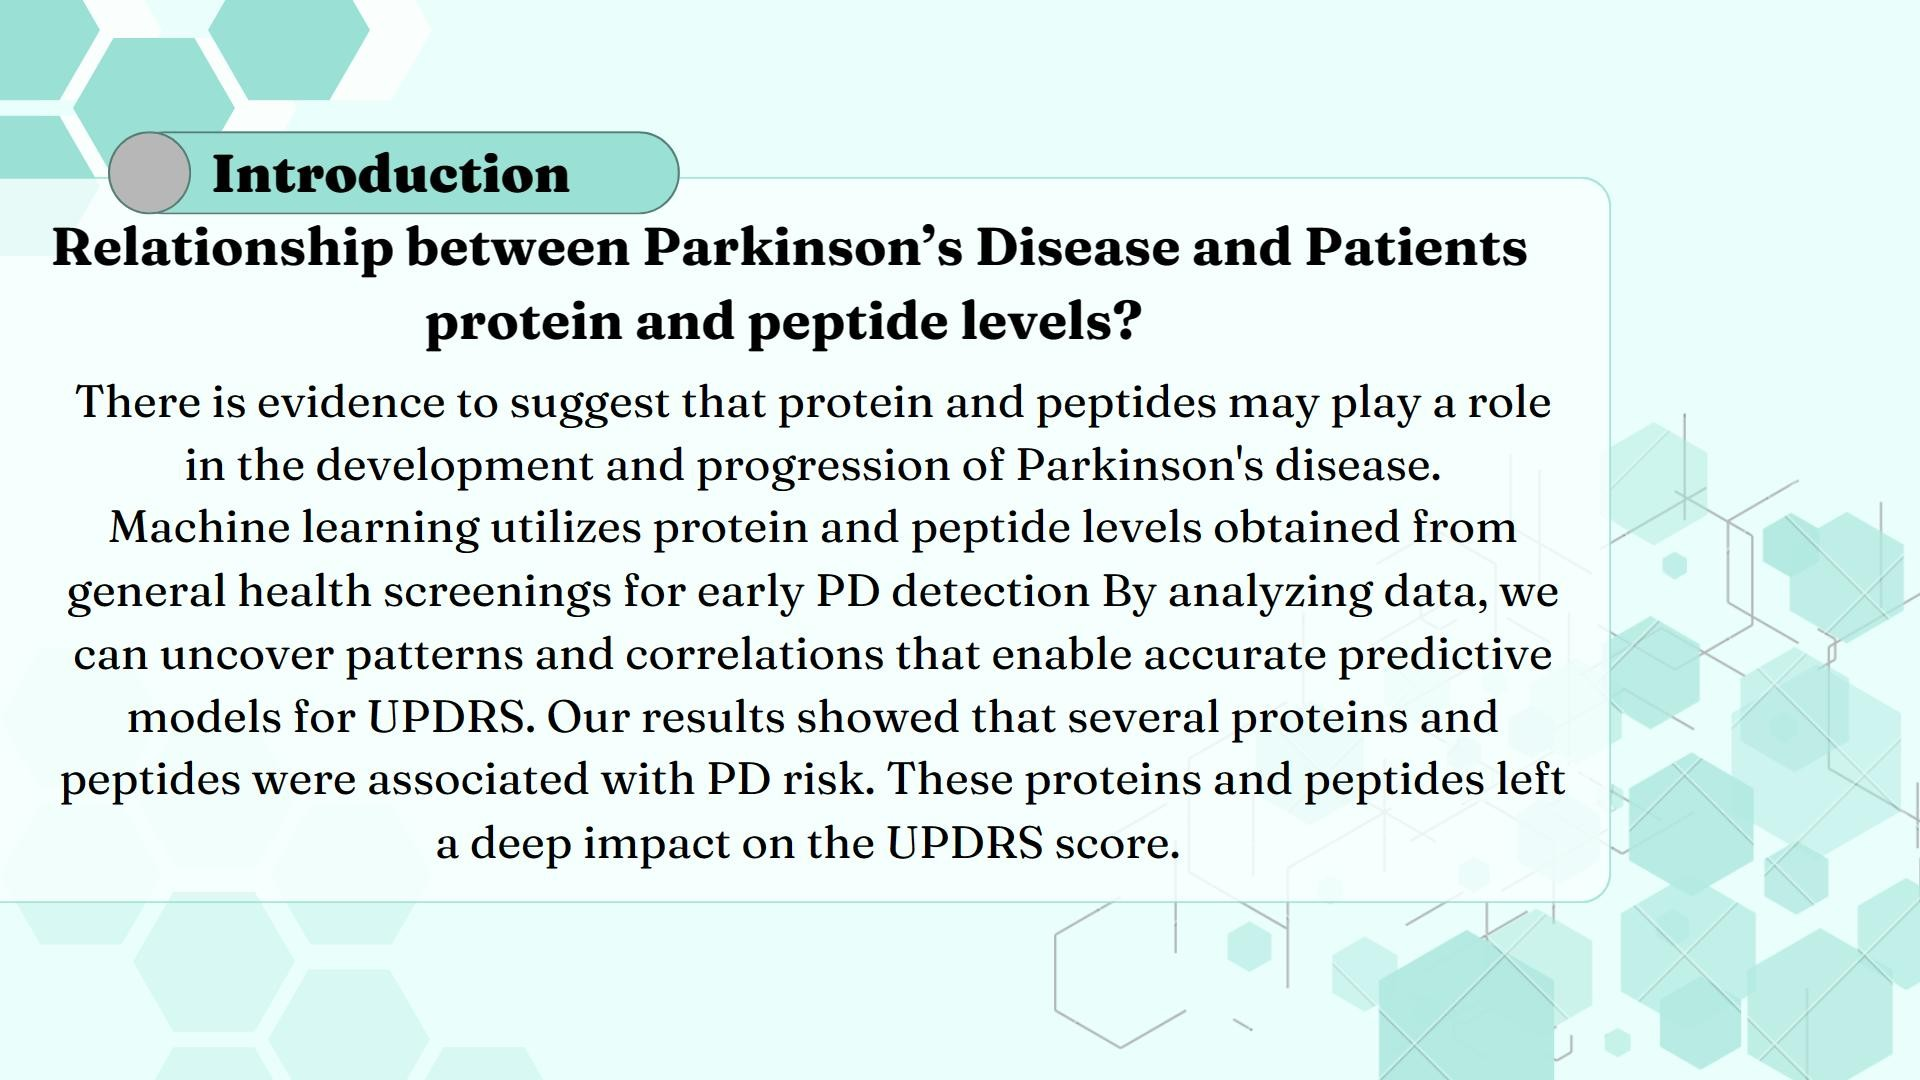 Introduction
Relationship between Parkinson’s Disease and Patients
protein and peptide levels?
There is evidence to suggest that protein and peptides may play a role
in the development and progression of Parkinson's disease.
Machine learning utilizes protein and peptide levels obtained from
general health screenings for early PD detection By analyzing data, we
can uncover patterns and correlations that enable accurate predictive
models for UPDRS. Our results showed that several proteins and
peptides were associated with PD risk. These proteins and peptides left
a deep impact on the UPDRS score.